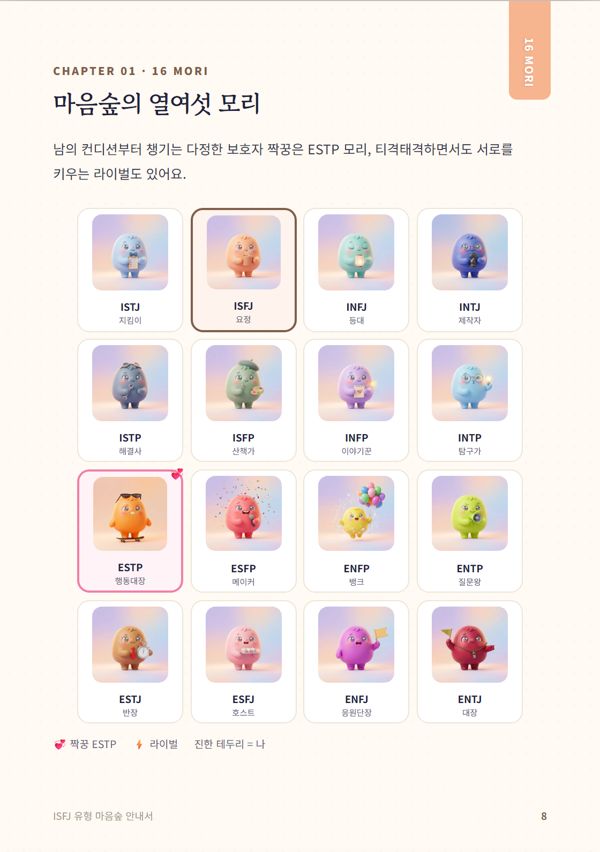 16 MORI
CHAPTER 01 · 16 MORI
마음숲의 열여섯 모리
남의 컨디션부터 챙기는 다정한 보호자 짝꿍은 ESTP 모리, 티격태격하면서도 서로를
키우는 라이벌도 있어요.
ISTJ
지킴이
ISFJ
요정
INFJ
등대
INTJ
제작자
ISTP
해결사
ISFP
산책가
INFP
이야기꾼
INTP
탐구가
ESTP
행동대장
ESFP
메이커
ENFP
뱅크
ENTP
질문왕
ESTJ
반장
ESFJ
호스트
ENFJ
응원단장
ENTJ
대장
💞 짝꿍 ESTP ⚡ 라이벌 진한 테두리 = 나
ISFJ 유형 마음숲 안내서
8